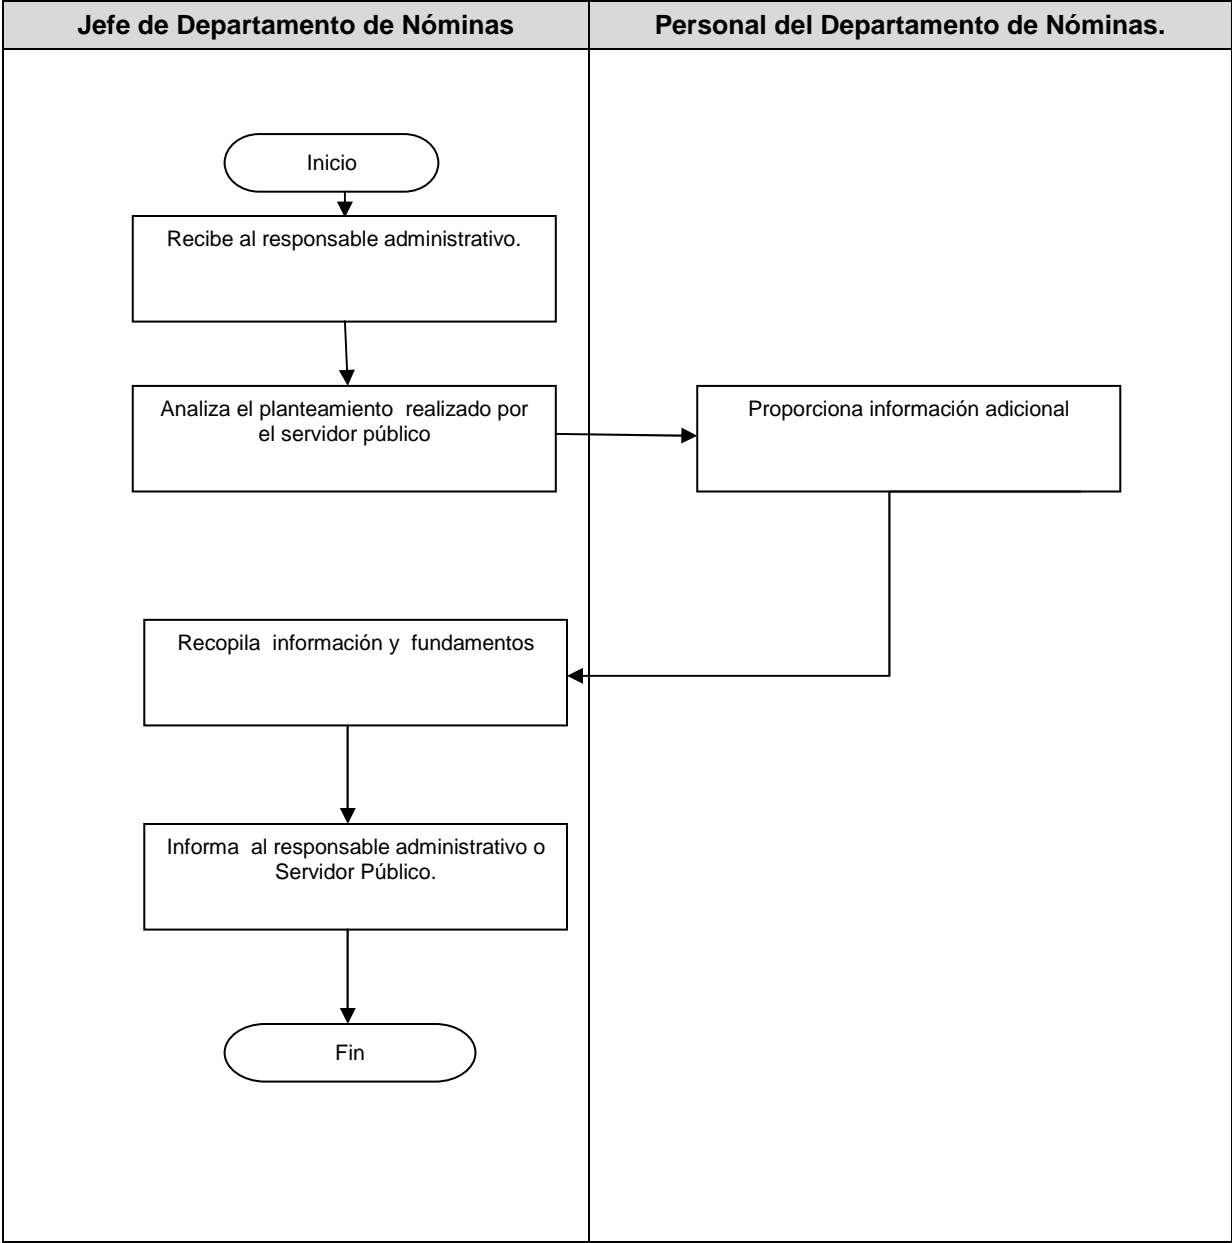 Jefe de Departamento de Nóminas
Personal del Departamento de Nóminas.
Inicio
Recibe al responsable administrativo.
Analiza el planteamiento realizado por
el servidor público
Proporciona información adicional
Recopila información y fundamentos
Informa al responsable administrativo o
Servidor Público.
Fin